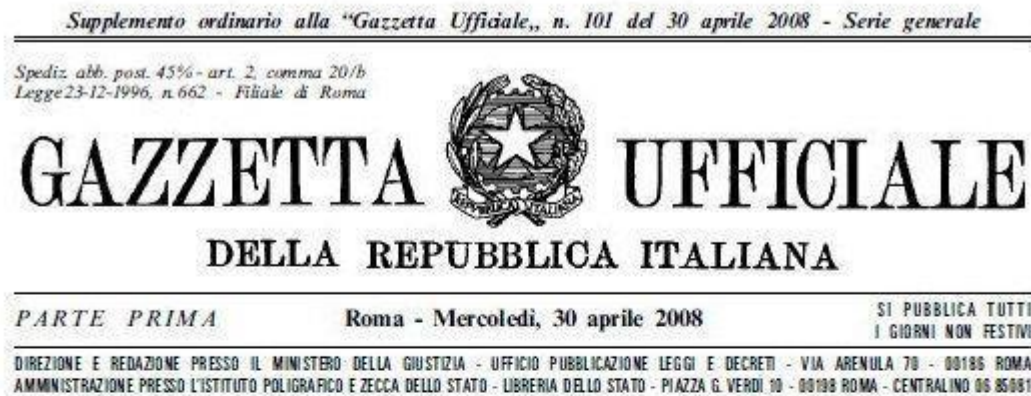 Supplemento ordinario alla “Gazzetta Ufficiale„ n. 101 del 30 aprile 2008 - Serie generale
Spediz. abb. post. 45% - art. 2, comma 20/b
Legge 23-12-1996, n. 662 - Filiale di Roma
GAZZETTA UFFICIALE
REPVBBLICA ITALIANA
DELLA REPUBBLICA ITALIANA
PARTE PRIMA
Roma - Mercoledì, 30 aprile 2008
SI PUBBLICA TUTTI
I GIORNI NON FESTIVI
DIREZIONE E REDAZIONE PRESSO IL MINISTERO DELLA GIUSTIZIA - UFFICIO PUBBLICAZIONE LEGGI E DECRETI - VIA ARENULA 70 - 00186 ROMA
AMMINISTRAZIONE PRESSO L'ISTITUTO POLIGRAFICO E ZECCA DELLO STATO - LIBRERIA DELLO STATO - PIAZZA G. VERDI 10 - 00198 ROMA - CENTRALINO 06 85081